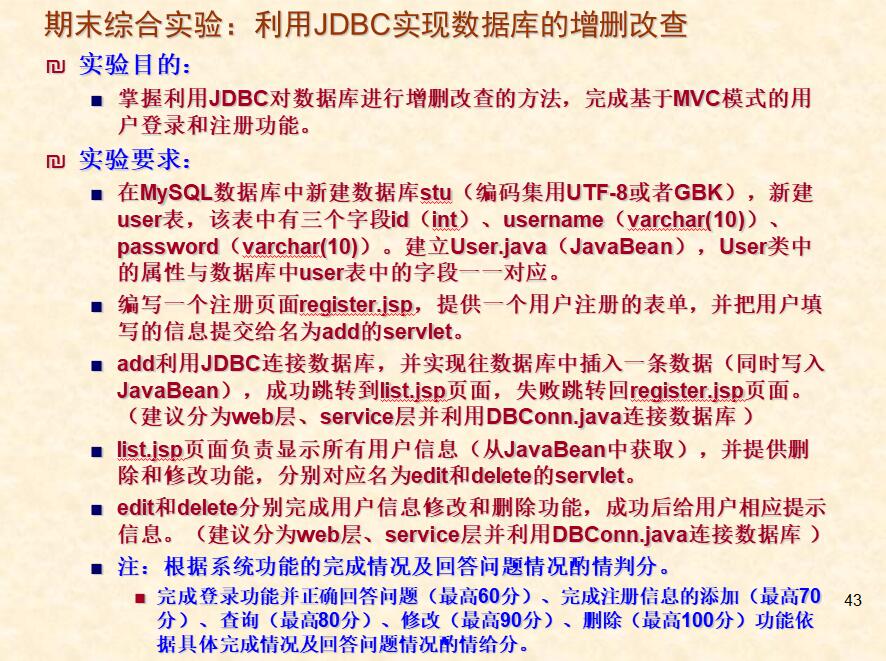 期末综合实验：利用JDBC实现数据库的增删改查
实验目的：
掌握利用JDBC对数据库进行增删改查的方法，完成基于MVC模式的用
户登录和注册功能。
实验要求：
在MySQL数据库中新建数据库stu（编码集用UTF-8或者GBK），新建
user表，该表中有三个字段id（int）、username（varchar(10)）、
password（varchar(10)）。建立User.java（JavaBean），User类中
的属性与数据库中user表中的字段一一对应。
编写一个注册页面register.jsp，提供一个用户注册的表单，并把用户填
写的信息提交给名为add的servlet。
add利用JDBC连接数据库，并实现往数据库中插入一条数据（同时写入
JavaBean），成功跳转到list.jsp页面，失败跳转回register.jsp页面。
（建议分为web层、service层并利用DBConn.java连接数据库 ）
list.jsp页面负责显示所有用户信息（从JavaBean中获取），并提供删
除和修改功能，分别对应名为edit和delete的servlet。
edit和delete分别完成用户信息修改和删除功能，成功后给用户相应提示
信息。（建议分为web层、service层并利用DBConn.java连接数据库 ）
注：根据系统功能的完成情况及回答问题情况酌情判分。
完成登录功能并正确回答问题（最高60分）、完成注册信息的添加（最高70
分）、查询（最高80分）、修改（最高90分）、删除（最高100分）功能依
据具体完成情况及回答问题情况酌情给分。
43